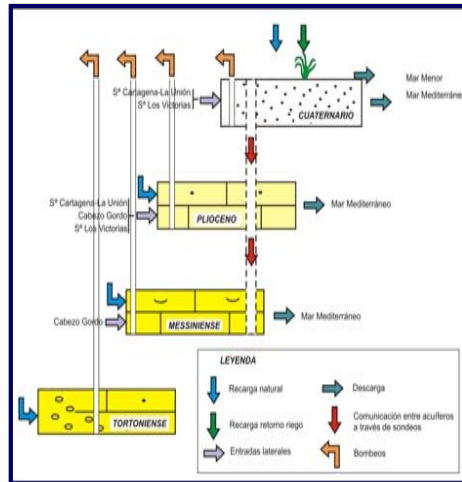 Mar Menor
Sª Cartagena-La Unión
Sª Los Victorias
Mar Mediterráneo
CUATERNARIO
Sª Cartagena-La Unión
Cabezo Gordo
Sª Los Victorias
PLIOCENO
Mar Mediterráneo
MESSINIENSE
Cabezo Gordo
Mar Mediterráneo
TORTONIENSE
LEYENDA
Recarga natural
Descarga
Recarga retorno riego
Comunicación entre acuíferos
a través de sondeos
Entradas laterales
Bombeos